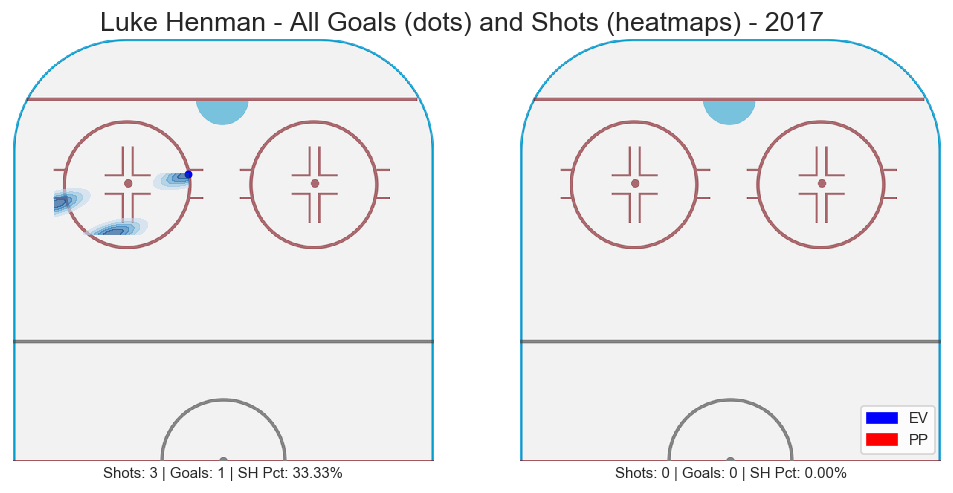 Luke Henman - All Goals (dots) and Shots (heatmaps) - 2017
EV
PP
Shots: 3 | Goals: 1 | SH Pct: 33.33%
Shots: 0 | Goals: 0 | SH Pct: 0.00%